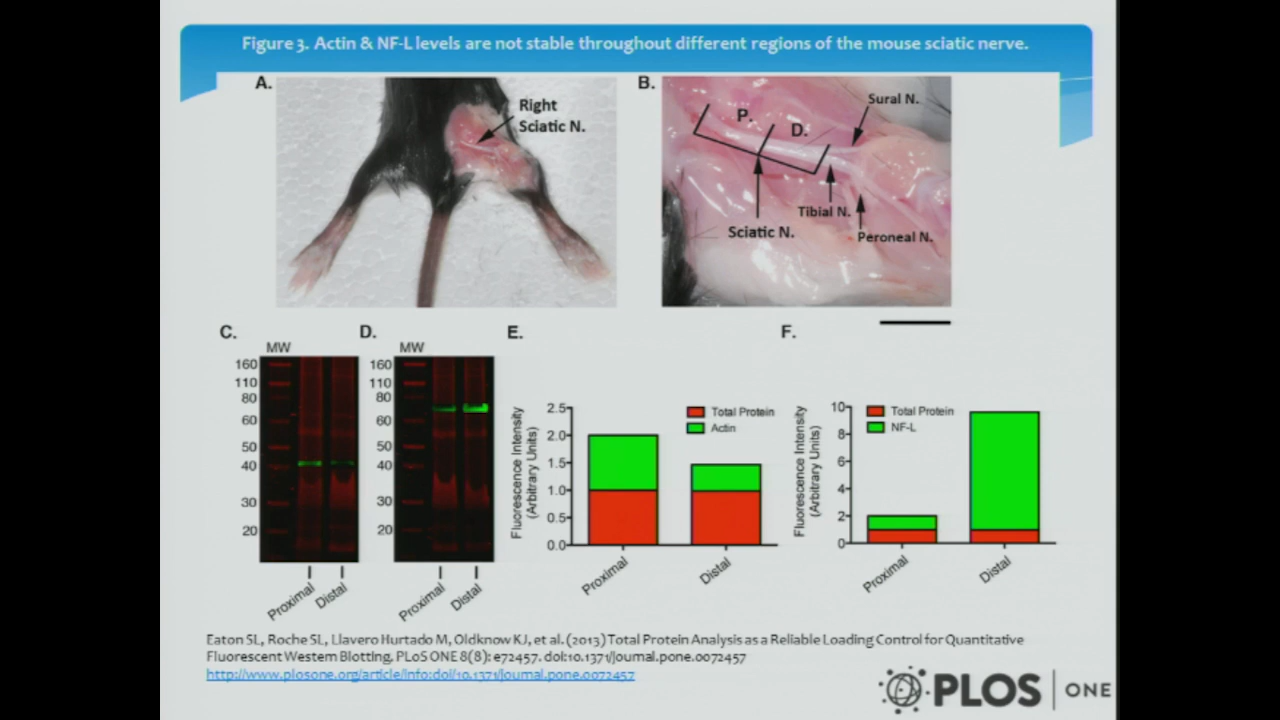 Figure 3. Actin & NF-L levels are not stable throughout different regions of the mouse sciatic nerve.
A.
Right
Sciatic N.
B.
P.
D.
Sural N.
Sciatic N.
Tibial N.
Peroneal N.
C.
MW
160
110
80
60
50
40
30
20
Proximal
Distal
D.
MW
160
110
80
60
50
40
30
20
Proximal
Distal
E.
Fluorescence Intensity
(Arbitrary Units)
2.5
2.0
1.5
1.0
0.5
0.0
Total Protein
Actin
Proximal
Distal
F.
Fluorescence Intensity
(Arbitrary Units)
10
8
6
4
2
0
Total Protein
NF-L
Proximal
Distal
Eaton SL, Roche SL, Llavero Hurtado M, Oldknow KJ, et al. (2013) Total Protein Analysis as a Reliable Loading Control for Quantitative
Fluorescent Western Blotting. PLoS ONE 8(8): e72457. doi:10.1371/journal.pone.0072457
http://www.plosone.org/article/info:doi/10.1371/journal.pone.0072457
PLOS ONE